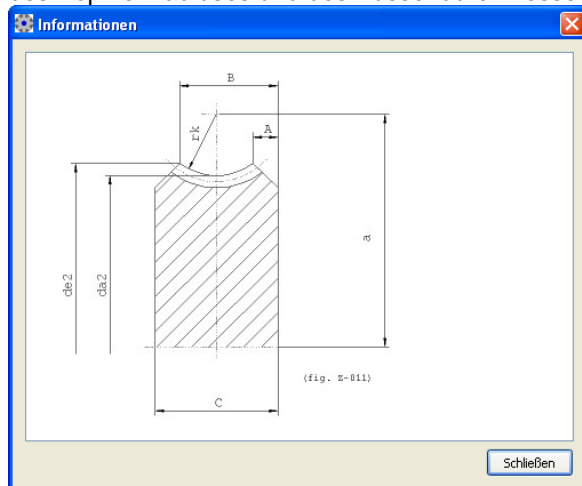 Informationen
B
rk
A
a
de2
da2
(fig. Z-011)
C
Schließen